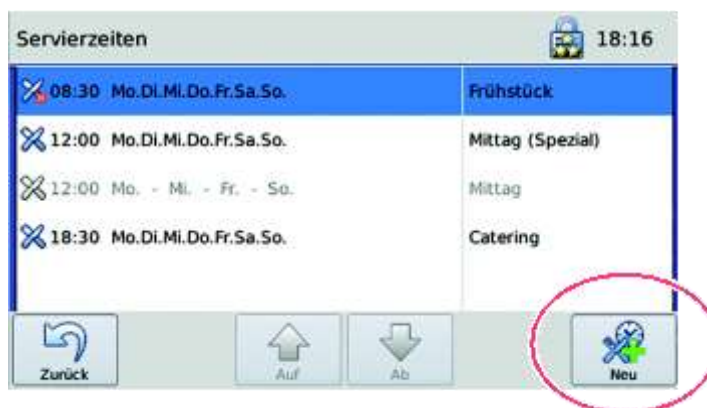 Servierzeiten 18:16
08:30 Mo.Di.Mi.Do.Fr.Sa.So. Frühstück
12:00 Mo.Di.Mi.Do.Fr.Sa.So. Mittag (Spezial)
12:00 Mo. - Mi. - Fr. - So. Mittag
18:30 Mo.Di.Mi.Do.Fr.Sa.So. Catering
Zurück Auf Ab Neu